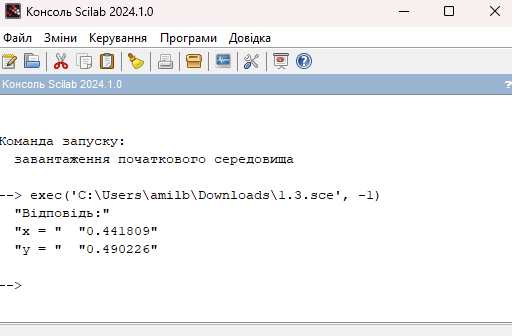 Консоль Scilab 2024.1.0
Файл Зміни Керування Програми Довідка
Консоль Scilab 2024.1.0 ?
Команда запуску:
завантаження початкового середовища
--> exec('C:\Users\amilb\Downloads\1.3.sce', -1)
"Відповідь:"
"x = " "0.441809"
"y = " "0.490226"
-->